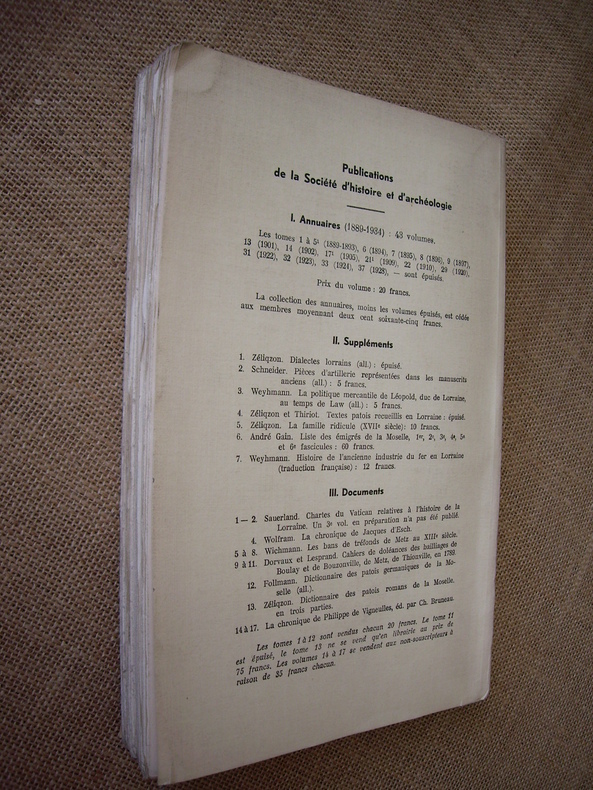 Publications
de la Société d'histoire et d'archéologie
I. Annuaires (1889-1934) : 43 volumes.
Les tomes 1 à 5¹ (1889-1893), 6 (1894), 7 (1895), 8 (1896), 9 (1897),
13 (1901), 14 (1902), 17¹ (1905), 21¹ (1909), 22 (1910), 29 (1920),
31 (1922), 32 (1923), 33 (1924), 37 (1928), — sont épuisés.
Prix du volume : 20 francs.
La collection des annuaires, moins les volumes épuisés, est cédée
aux membres moyennant deux cent soixante-cinq francs.
II. Suppléments
1. Zéliqzon. Dialectes lorrains (all.) : épuisé.
2. Schneider. Pièces d'artillerie représentées dans les manuscrits
anciens (all.) : 5 francs.
3. Weyhmann. La politique mercantile de Léopold, duc de Lorraine,
au temps de Law (all.) : 5 francs.
4. Zéliqzon et Thiriot. Textes patois recueillis en Lorraine : épuisé.
5. Zéliqzon. La famille ridicule (XVIIᵉ siècle): 10 francs.
6. André Gain. Liste des émigrés de la Moselle, 1ᵉʳ, 2ᵉ, 3ᵉ, 4ᵉ, 5ᵉ
et 6ᵉ fascicules : 60 francs.
7. Weyhmann. Histoire de l'ancienne industrie du fer en Lorraine
(traduction française) : 12 francs.
III. Documents
1 — 2. Sauerland. Chartes du Vatican relatives à l'histoire de la
Lorraine. Un 3ᵉ vol. en préparation n'a pas été publié.
4. Wolfram. La chronique de Jacques d'Esch.
5 à 8. Wichmann. Les bans de tréfonds de Metz au XIIIᵉ siècle.
9 à 11. Dorvaux et Lesprand. Cahiers de doléances des bailliages de
Boulay et de Bouzonville, de Metz, de Thionville, en 1789.
12. Follmann. Dictionnaire des patois germaniques de la Mo-
selle (all.).
13. Zéliqzon. Dictionnaire des patois romans de la Moselle.
en trois parties.
14 à 17. La chronique de Philippe de Vigneulles, éd. par Ch. Bruneau.
Les tomes 1 à 12 sont vendus chacun 20 francs. Le tome 11
est épuisé, le tome 13 ne se vend qu'en librairie au prix de
75 francs. Les volumes 14 à 17 se vendent aux non-souscripteurs à
raison de 35 francs chacun.